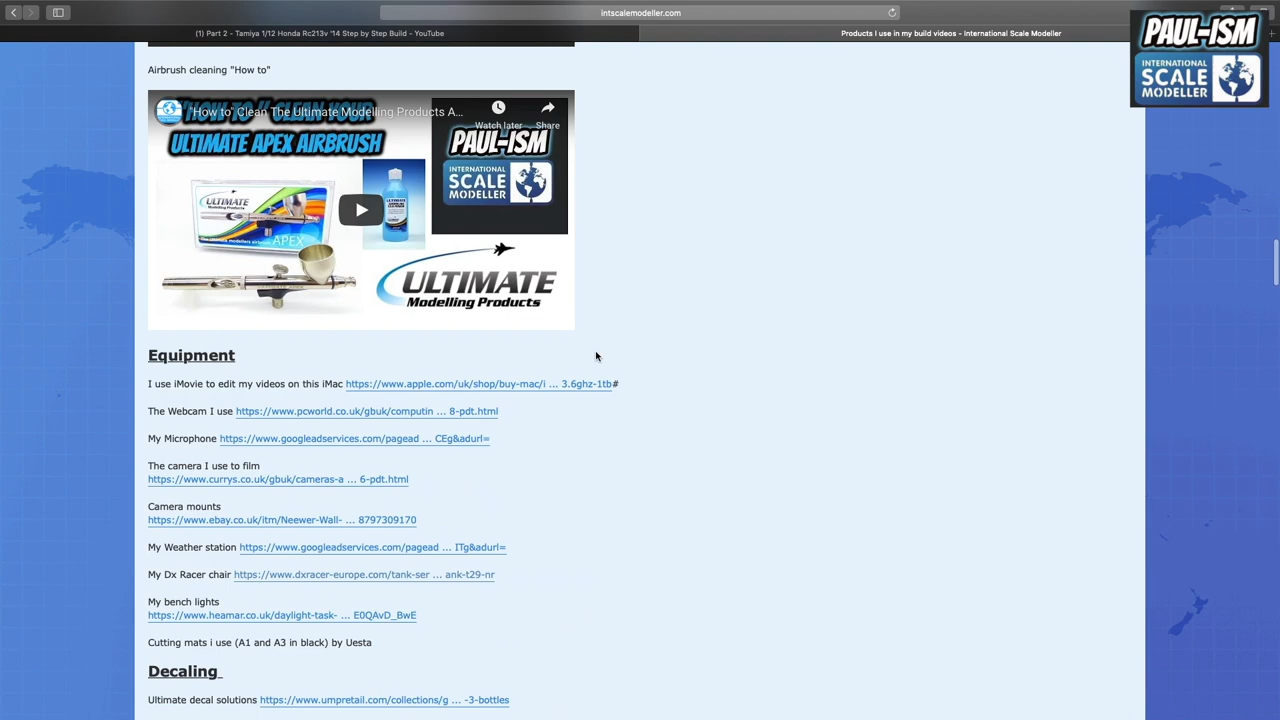 intscalemodeller.com
(1) Part 2 - Tamiya 1/12 Honda Rc213v '14 Step by Step Build - YouTube
Products I use in my build videos - International Scale Modeller
PAUL-ISM
INTERNATIONAL
SCALE
MODELLER
Airbrush cleaning "How to"
"HOW TO" CLEAN YOUR
"How to" Clean The Ultimate Modelling Products A...
Watch later
Share
ULTIMATE APEX AIRBRUSH
PAUL-ISM
INTERNATIONAL
SCALE
MODELLER
ULTIMATE
APEX
ULTIMATE
Modelling Products
Equipment
I use iMovie to edit my videos on this iMac https://www.apple.com/uk/shop/buy-mac/i ... 3.6ghz-1tb#
The Webcam I use https://www.pcworld.co.uk/gbuk/computin ... 8-pdt.html
My Microphone https://www.googleadservices.com/pagead ... CEg&adurl=
The camera I use to film
https://www.currys.co.uk/gbuk/cameras-a ... 6-pdt.html
Camera mounts
https://www.ebay.co.uk/itm/Neewer-Wall- ... 8797309170
My Weather station https://www.googleadservices.com/pagead ... ITg&adurl=
My Dx Racer chair https://www.dxracer-europe.com/tank-ser ... ank-t29-nr
My bench lights
https://www.heamar.co.uk/daylight-task- ... E0QAvD_BwE
Cutting mats i use (A1 and A3 in black) by Uesta
Decaling
Ultimate decal solutions https://www.umpretail.com/collections/g ... -3-bottles